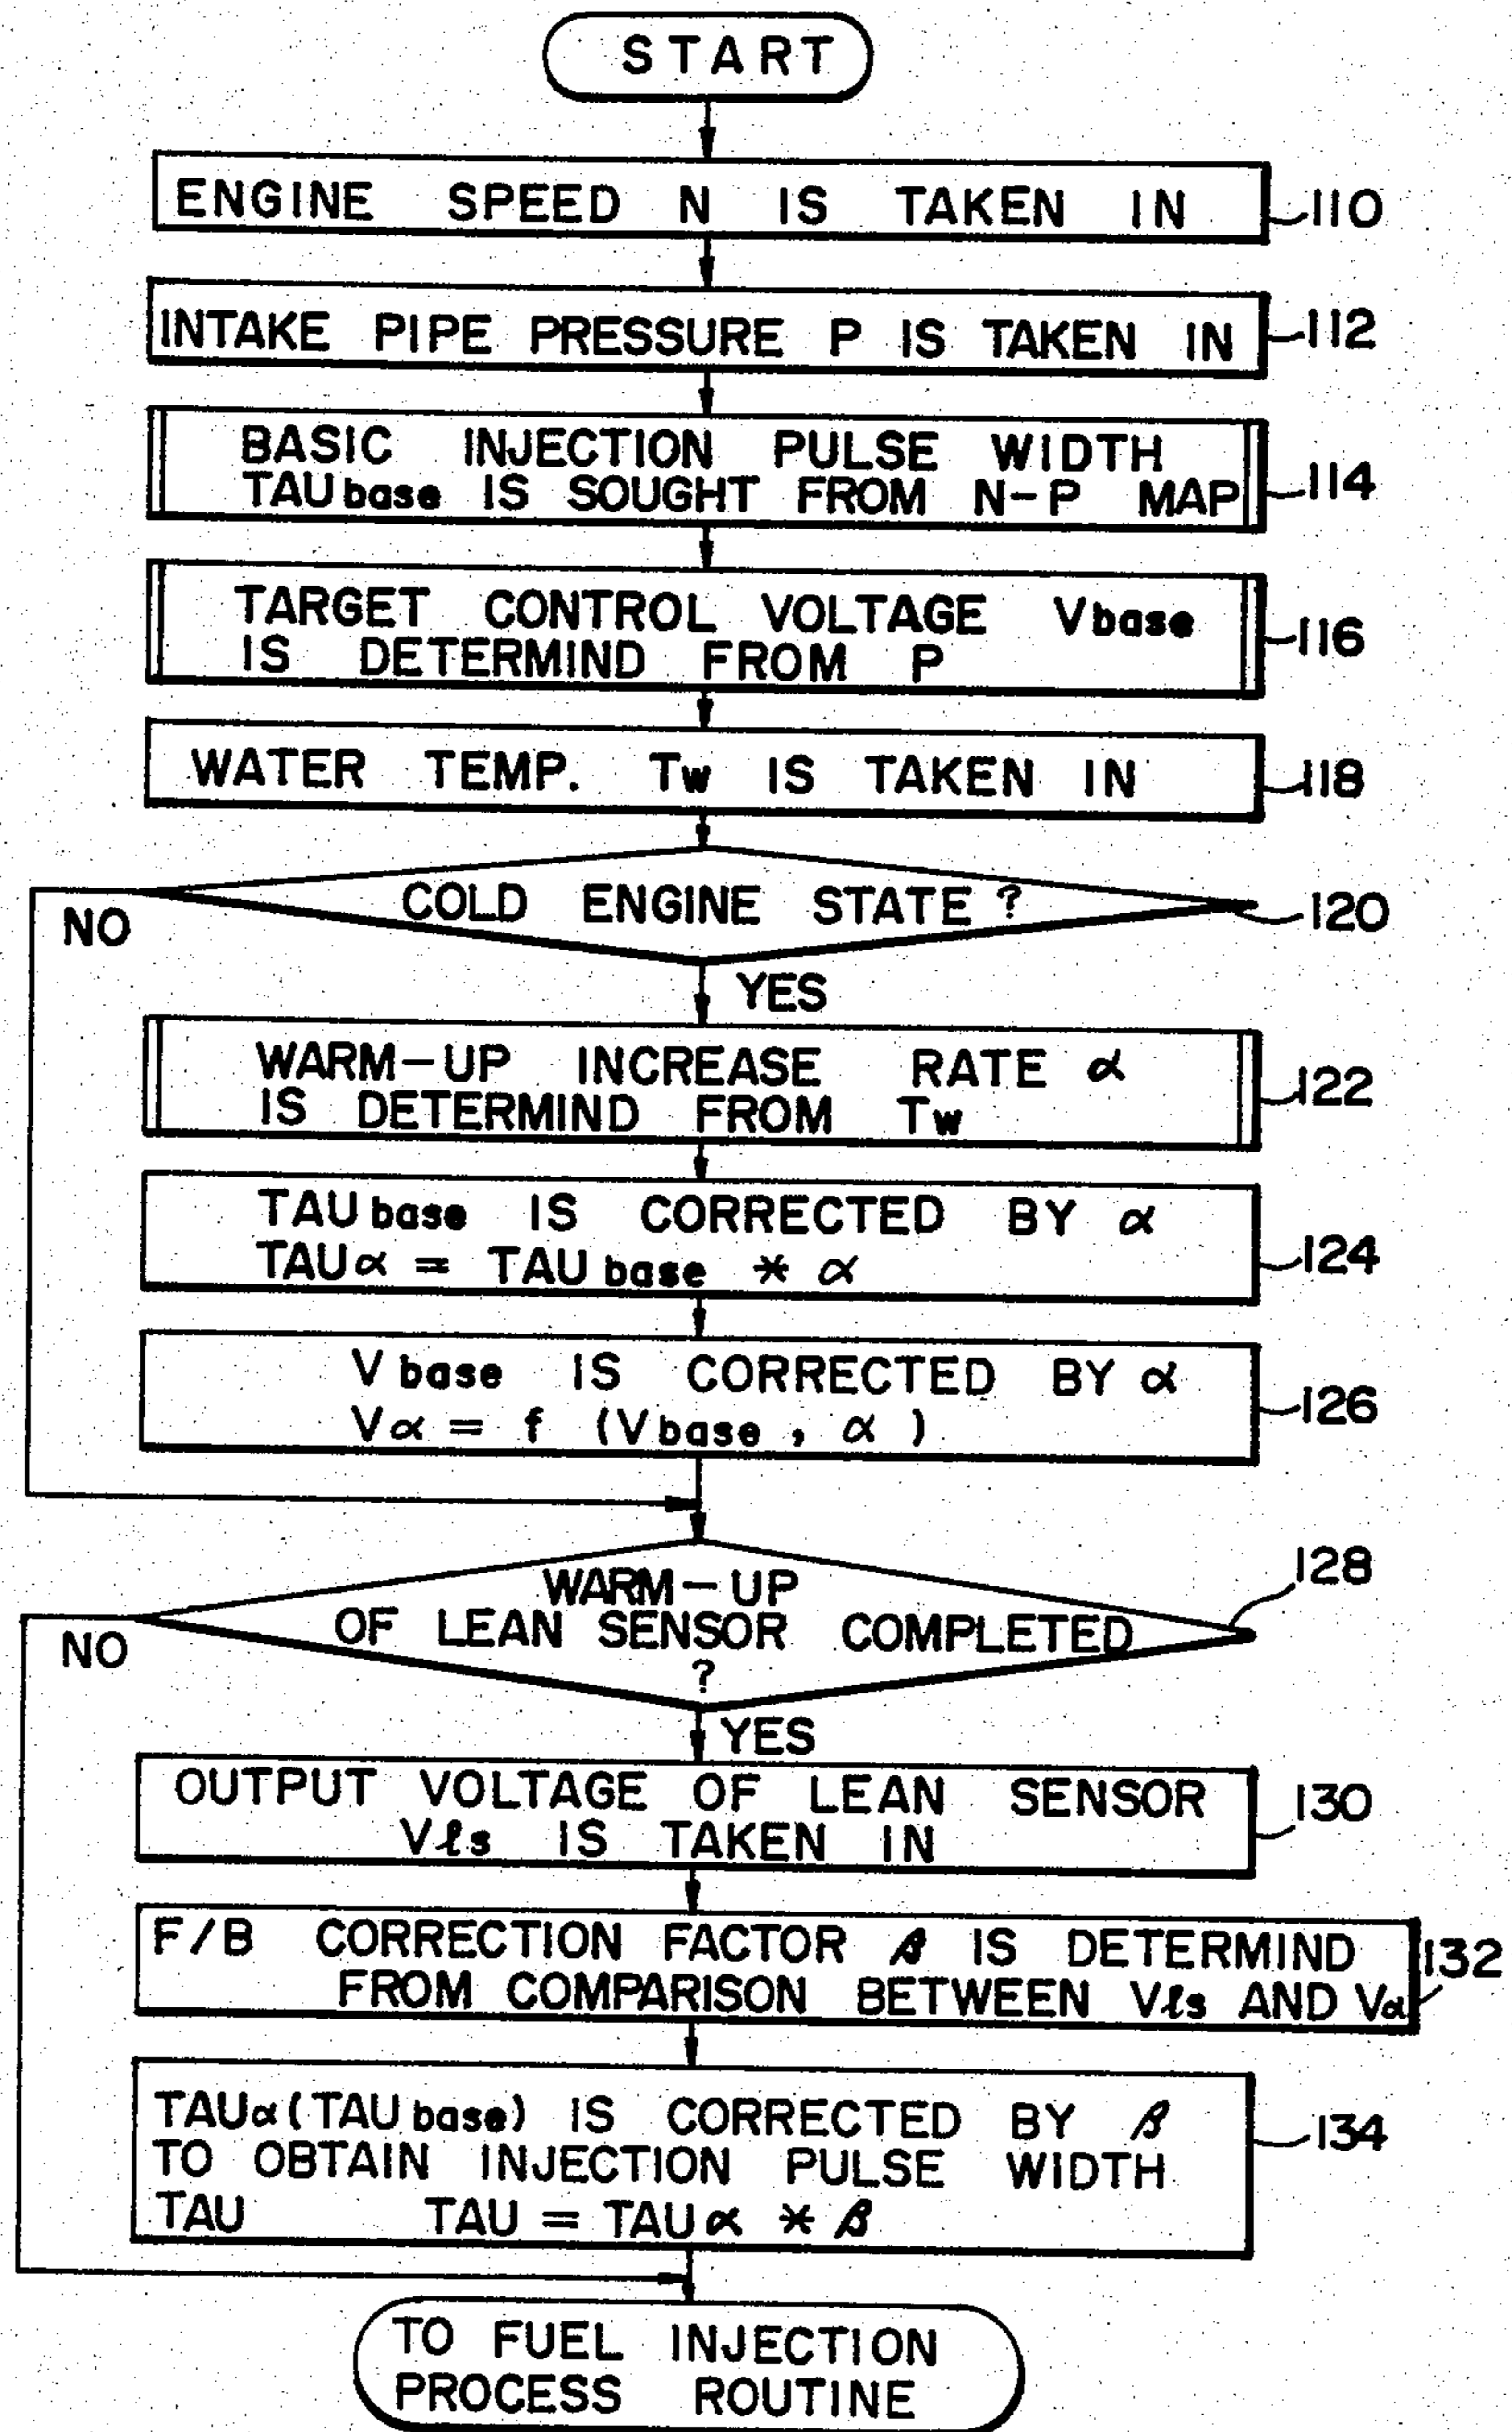 START
ENGINE SPEED N IS TAKEN IN
110
INTAKE PIPE PRESSURE P IS TAKEN IN
112
BASIC INJECTION PULSE WIDTH
TAUbase IS SOUGHT FROM N-P MAP
114
TARGET CONTROL VOLTAGE Vbase
IS DETERMIND FROM P
116
WATER TEMP. Tw IS TAKEN IN
118
COLD ENGINE STATE?
120
NO
YES
WARM-UP INCREASE RATE α
IS DETERMIND FROM Tw
122
TAUbase IS CORRECTED BY α
TAUα = TAUbase * α
124
Vbase IS CORRECTED BY α
Vα = f (Vbase, α)
126
WARM-UP
OF LEAN SENSOR COMPLETED
?
128
NO
YES
OUTPUT VOLTAGE OF LEAN SENSOR
Vℓs IS TAKEN IN
130
F/B CORRECTION FACTOR β IS DETERMIND
FROM COMPARISON BETWEEN Vℓs AND Vα
132
TAUα(TAUbase) IS CORRECTED BY β
TO OBTAIN INJECTION PULSE WIDTH
TAU TAU = TAUα * β
134
TO FUEL INJECTION
PROCESS ROUTINE